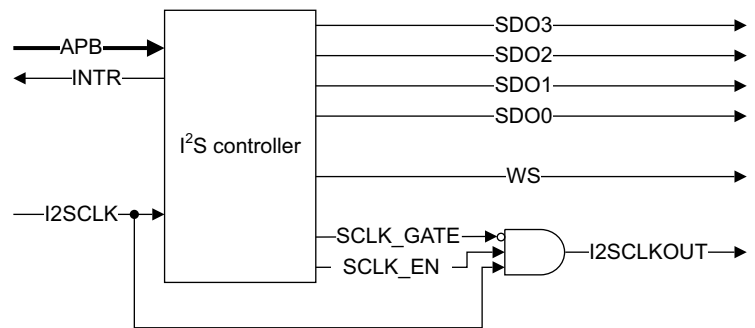 SDO3
APB
SDO2
INTR
SDO1
SDO0
I²S controller
WS
I2SCLK
SCLK_GATE
I2SCLKOUT
SCLK_EN